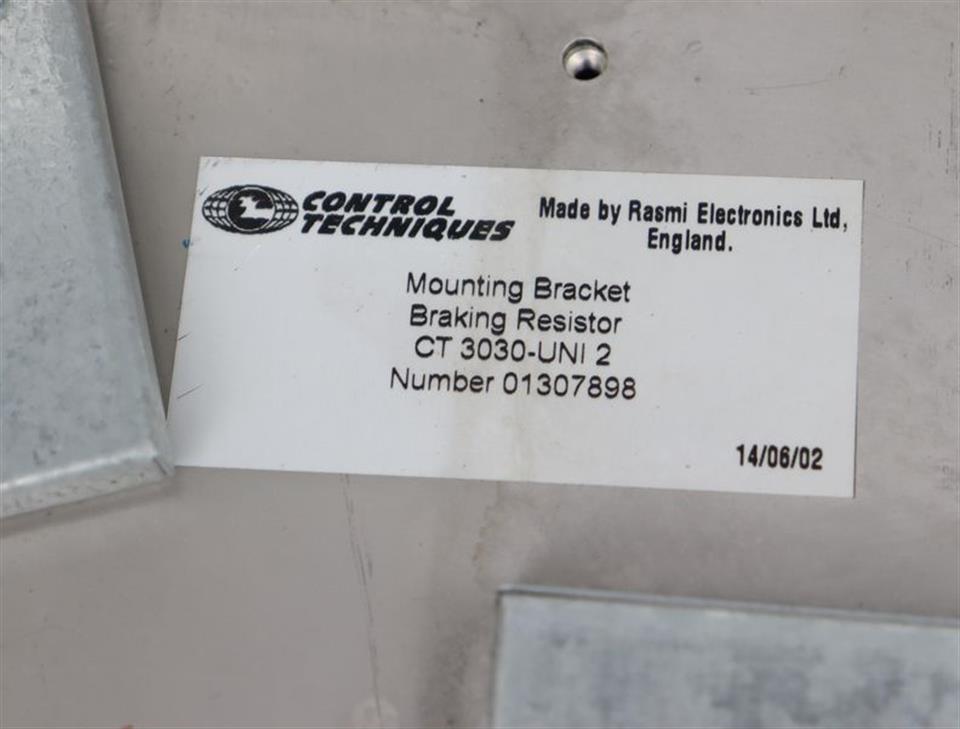 CONTROL
TECHNIQUES
Made by Rasmi Electronics Ltd,
England.
Mounting Bracket
Braking Resistor
CT 3030-UNI 2
Number 01307898
14/06/02